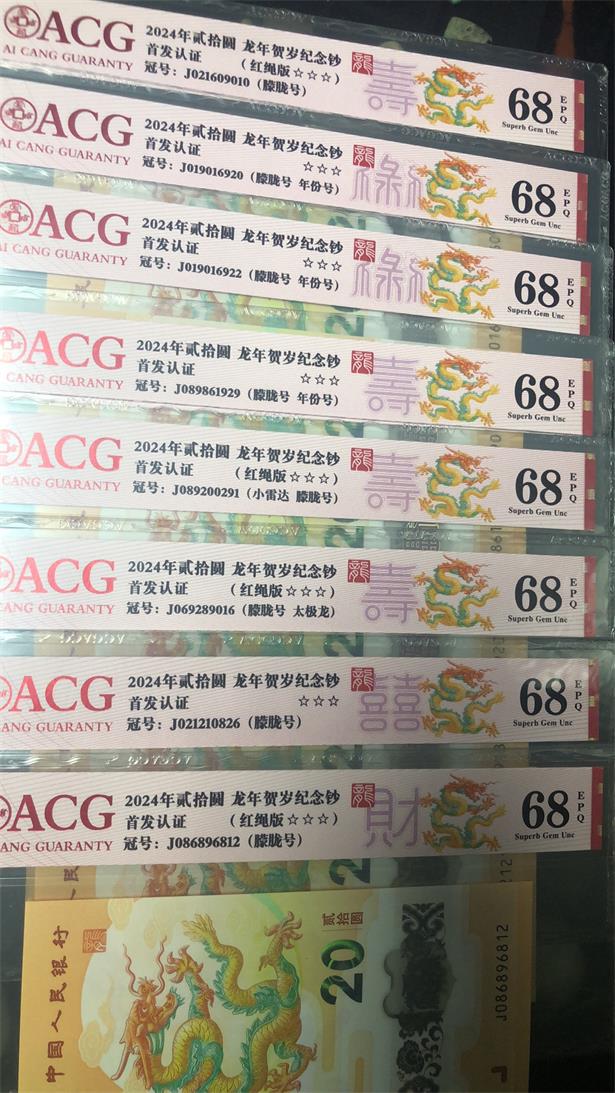 ACG
AI CANG GUARANTY
2024年贰拾圆 龙年贺岁纪念钞
首发认证 (红绳版☆☆☆)
冠号: J021609010 (朦胧号)
龍
壽
68
EPQ
Superb Gem Unc
ACG
AI CANG GUARANTY
2024年贰拾圆 龙年贺岁纪念钞
首发认证 ☆☆☆
冠号: J019016920 (朦胧号 年份号)
龍
祿
68
EPQ
Superb Gem Unc
ACG
AI CANG GUARANTY
2024年贰拾圆 龙年贺岁纪念钞
首发认证 ☆☆☆
冠号: J019016922 (朦胧号 年份号)
龍
祿
68
EPQ
Superb Gem Unc
ACG
CANG GUARANTY
2024年贰拾圆 龙年贺岁纪念钞
首发认证 ☆☆☆
冠号: J089861929 (朦胧号 年份号)
龍
壽
68
EPQ
Superb Gem Unc
ACG
CANG GUARANTY
2024年贰拾圆 龙年贺岁纪念钞
首发认证 (红绳版☆☆☆)
冠号: J089200291 (小雷达 朦胧号)
龍
壽
68
EPQ
Superb Gem Unc
ACG
CANG GUARANTY
2024年贰拾圆 龙年贺岁纪念钞
首发认证 (红绳版☆☆☆)
冠号: J069289016 (朦胧号 太极龙)
龍
壽
68
EPQ
Superb Gem Unc
ACG
ANG GUARANTY
2024年贰拾圆 龙年贺岁纪念钞
首发认证 ☆☆☆
冠号: J021210826 (朦胧号)
龍
囍
68
EPQ
Superb Gem Unc
ACG
ANG GUARANTY
2024年贰拾圆 龙年贺岁纪念钞
首发认证 (红绳版☆☆☆)
冠号: J086896812 (朦胧号)
龍
財
68
EPQ
Superb Gem Unc
中国人民银行
贰拾圆
20
J086896812